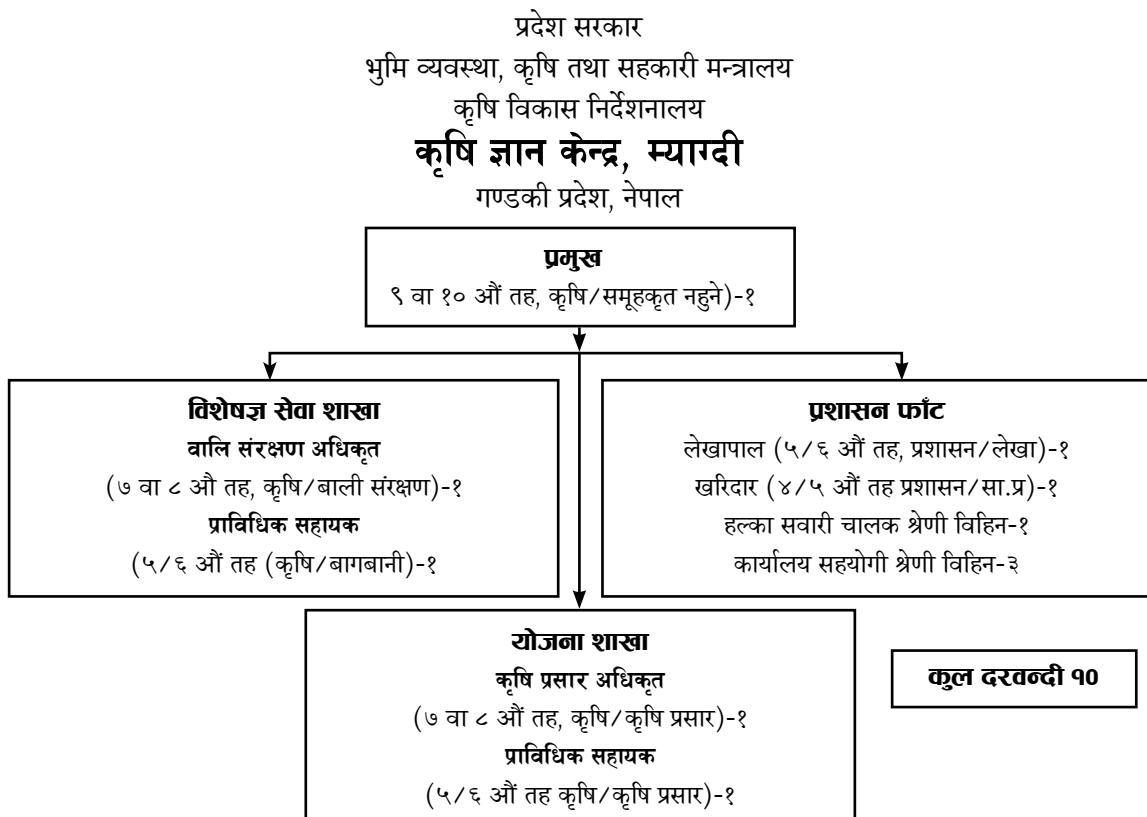 प्रदेश सरकार
भुमि व्यवस्था, कृषि तथा सहकारी मन्त्रालय
कृषि विकास निर्देशनालय
कृषि ज्ञान केन्द्र, म्याग्दी
गण्डकी प्रदेश, नेपाल
प्रमुख
९ वा १० औं तह, कृषि/समूहकृत नहुने)-१
विशेषज्ञ सेवा शाखा
वालि संरक्षण अधिकृत
(७ वा ८ औ तह, कृषि/बाली संरक्षण)-१
प्राविधिक सहायक
(५/६ औं तह (कृषि/बागबानी)-१
प्रशासन फाँट
लेखापाल (५/६ औं तह, प्रशासन/लेखा)-१
खरिदार (४/५ औं तह प्रशासन/सा.प्र)-१
हल्का सवारी चालक श्रेणी विहिन-१
कार्यालय सहयोगी श्रेणी विहिन-३
योजना शाखा
कृषि प्रसार अधिकृत
(७ वा ८ औं तह, कृषि/कृषि प्रसार)-१
प्राविधिक सहायक
(५/६ औं तह कृषि/कृषि प्रसार)-१
कुल दरवन्दी १०